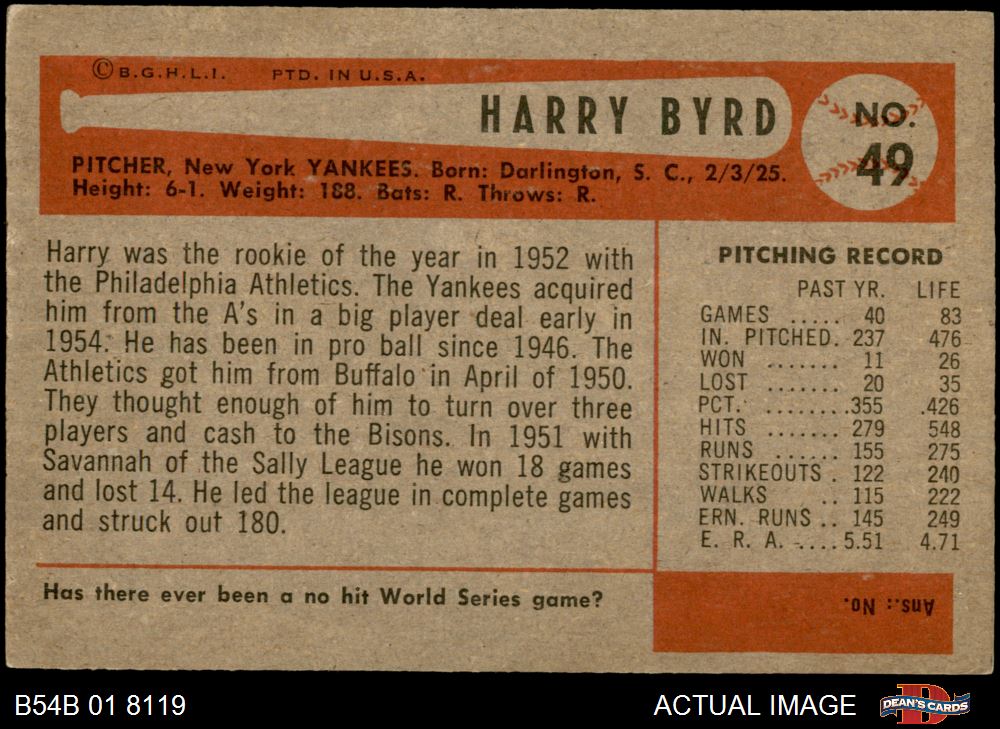 © B.G.H.L.I. PTD. IN U.S.A.
HARRY BYRD
NO.
49
PITCHER, New York YANKEES. Born: Darlington, S. C., 2/3/25.
Height: 6-1. Weight: 188. Bats: R. Throws: R.
Harry was the rookie of the year in 1952 with
the Philadelphia Athletics. The Yankees acquired
him from the A's in a big player deal early in
1954. He has been in pro ball since 1946. The
Athletics got him from Buffalo in April of 1950.
They thought enough of him to turn over three
players and cash to the Bisons. In 1951 with
Savannah of the Sally League he won 18 games
and lost 14. He led the league in complete games
and struck out 180.
PITCHING RECORD
PAST YR. LIFE
GAMES ..... 40 83
IN. PITCHED. 237 476
WON ....... 11 26
LOST ....... 20 35
PCT. ........ .355 .426
HITS ....... 279 548
RUNS ...... 155 275
STRIKEOUTS . 122 240
WALKS .. 115 222
ERN. RUNS .. 145 249
E. R. A. ..... 5.51 4.71
Has there ever been a no hit World Series game?
Ans.: No.
B54B 01 8119
ACTUAL IMAGE
DEAN'S CARDS